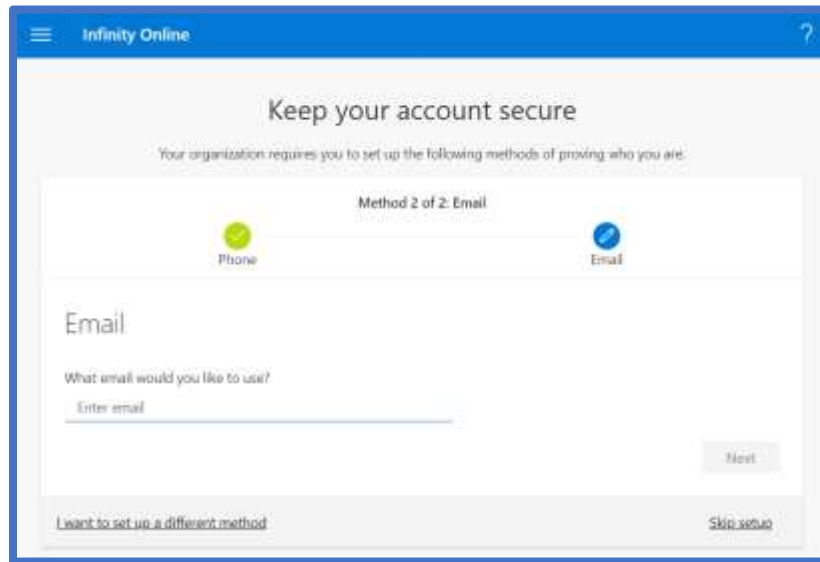 Infinity Online
?
Keep your account secure
Your organization requires you to set up the following methods of proving who you are.
Method 2 of 2: Email
Phone
Email
Email
What email would you like to use?
Enter email
Next
I want to set up a different method
Skip setup